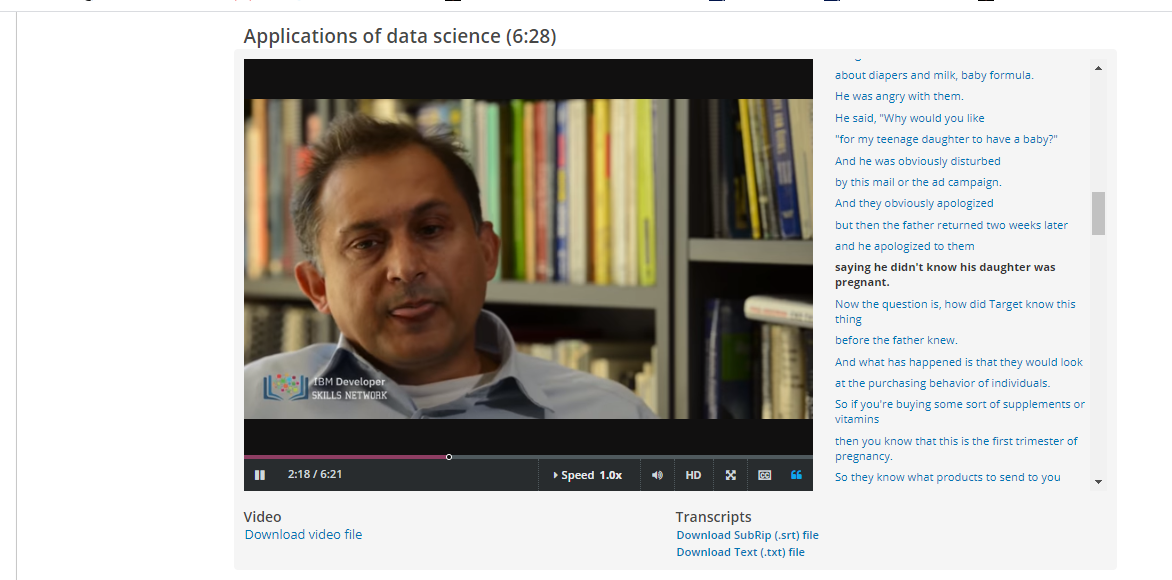 Applications of data science (6:28)
about diapers and milk, baby formula.
He was angry with them.
He said, "Why would you like
"for my teenage daughter to have a baby?"
And he was obviously disturbed
by this mail or the ad campaign.
And they obviously apologized
but then the father returned two weeks later
and he apologized to them
saying he didn't know his daughter was
pregnant.
Now the question is, how did Target know this
thing
before the father knew.
And what has happened is that they would look
at the purchasing behavior of individuals.
So if you're buying some sort of supplements or
vitamins
then you know that this is the first trimester of
pregnancy.
So they know what products to send to you
IBM Developer
SKILLS NETWORK
2:18 / 6:21
Speed 1.0x
HD
Video
Download video file
Transcripts
Download SubRip (.srt) file
Download Text (.txt) file